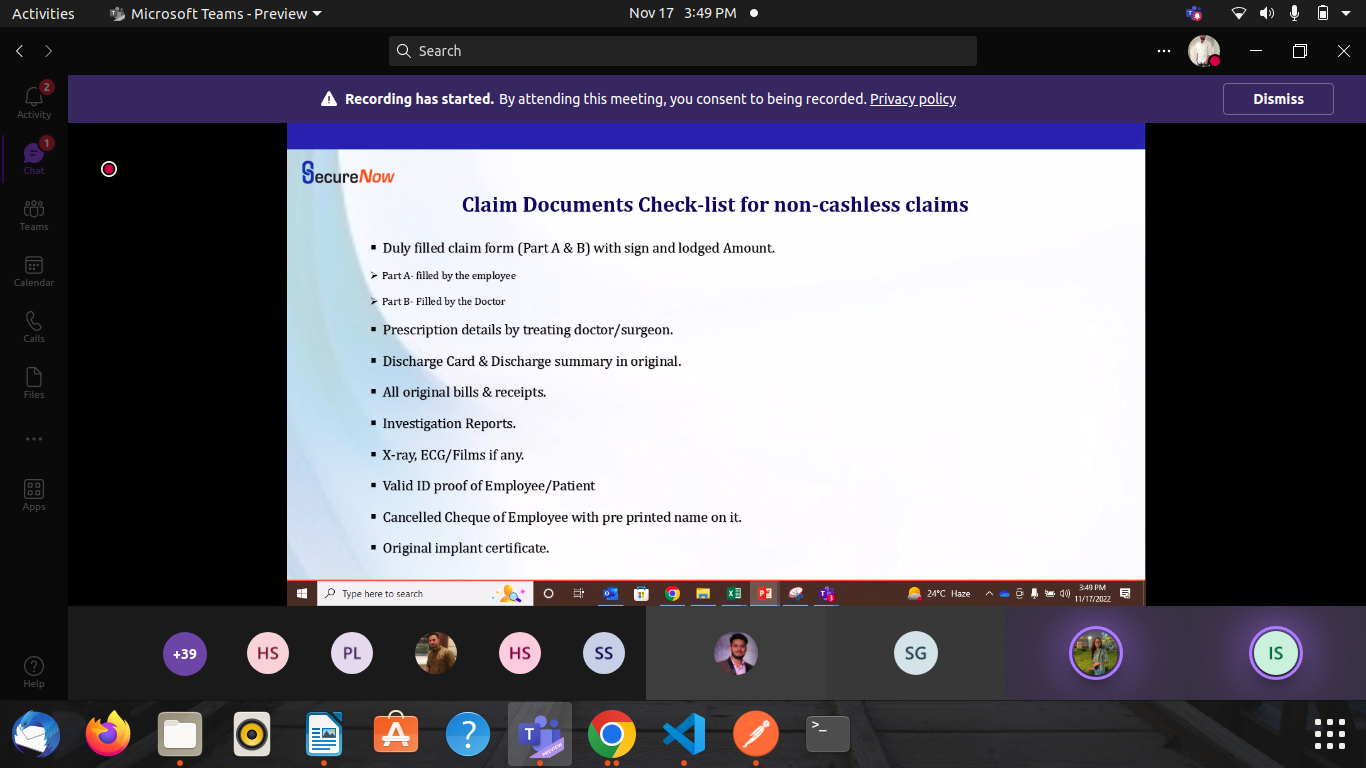 Activities
Microsoft Teams - Preview
Nov 17 3:49 PM
Search
Recording has started. By attending this meeting, you consent to being recorded. Privacy policy
Dismiss
2
Activity
1
Chat
Teams
Calendar
Calls
Files
Apps
Help
SecureNow
Claim Documents Check-list for non-cashless claims
▪ Duly filled claim form (Part A & B) with sign and lodged Amount.
➢ Part A- filled by the employee
➢ Part B- Filled by the Doctor
▪ Prescription details by treating doctor/surgeon.
▪ Discharge Card & Discharge summary in original.
▪ All original bills & receipts.
▪ Investigation Reports.
▪ X-ray, ECG/Films if any.
▪ Valid ID proof of Employee/Patient
▪ Cancelled Cheque of Employee with pre printed name on it.
▪ Original implant certificate.
Type here to search
24°C Haze
3:49 PM
11/17/2022
+39
HS
PL
HS
SS
SG
IS
T
PREVIEW
>_